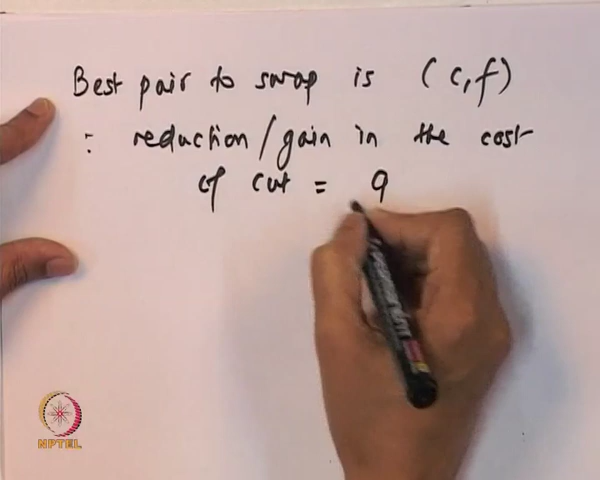 Best pair to swap is (c,f)
: reduction/gain in the cost
of cut = 9
NPTEL